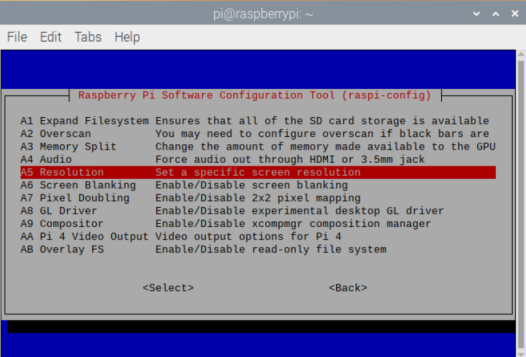 pi@raspberrypi: ~
File Edit Tabs Help
Raspberry Pi Software Configuration Tool (raspi-config)
A1 Expand Filesystem Ensures that all of the SD card storage is available
A2 Overscan You may need to configure overscan if black bars are
A3 Memory Split Change the amount of memory made available to the GPU
A4 Audio Force audio out through HDMI or 3.5mm jack
A5 Resolution Set a specific screen resolution
A6 Screen Blanking Enable/Disable screen blanking
A7 Pixel Doubling Enable/Disable 2x2 pixel mapping
A8 GL Driver Enable/Disable experimental desktop GL driver
A9 Compositor Enable/Disable xcompmgr composition manager
AA Pi 4 Video Output Video output options for Pi 4
AB Overlay FS Enable/Disable read-only file system
<Select> <Back>